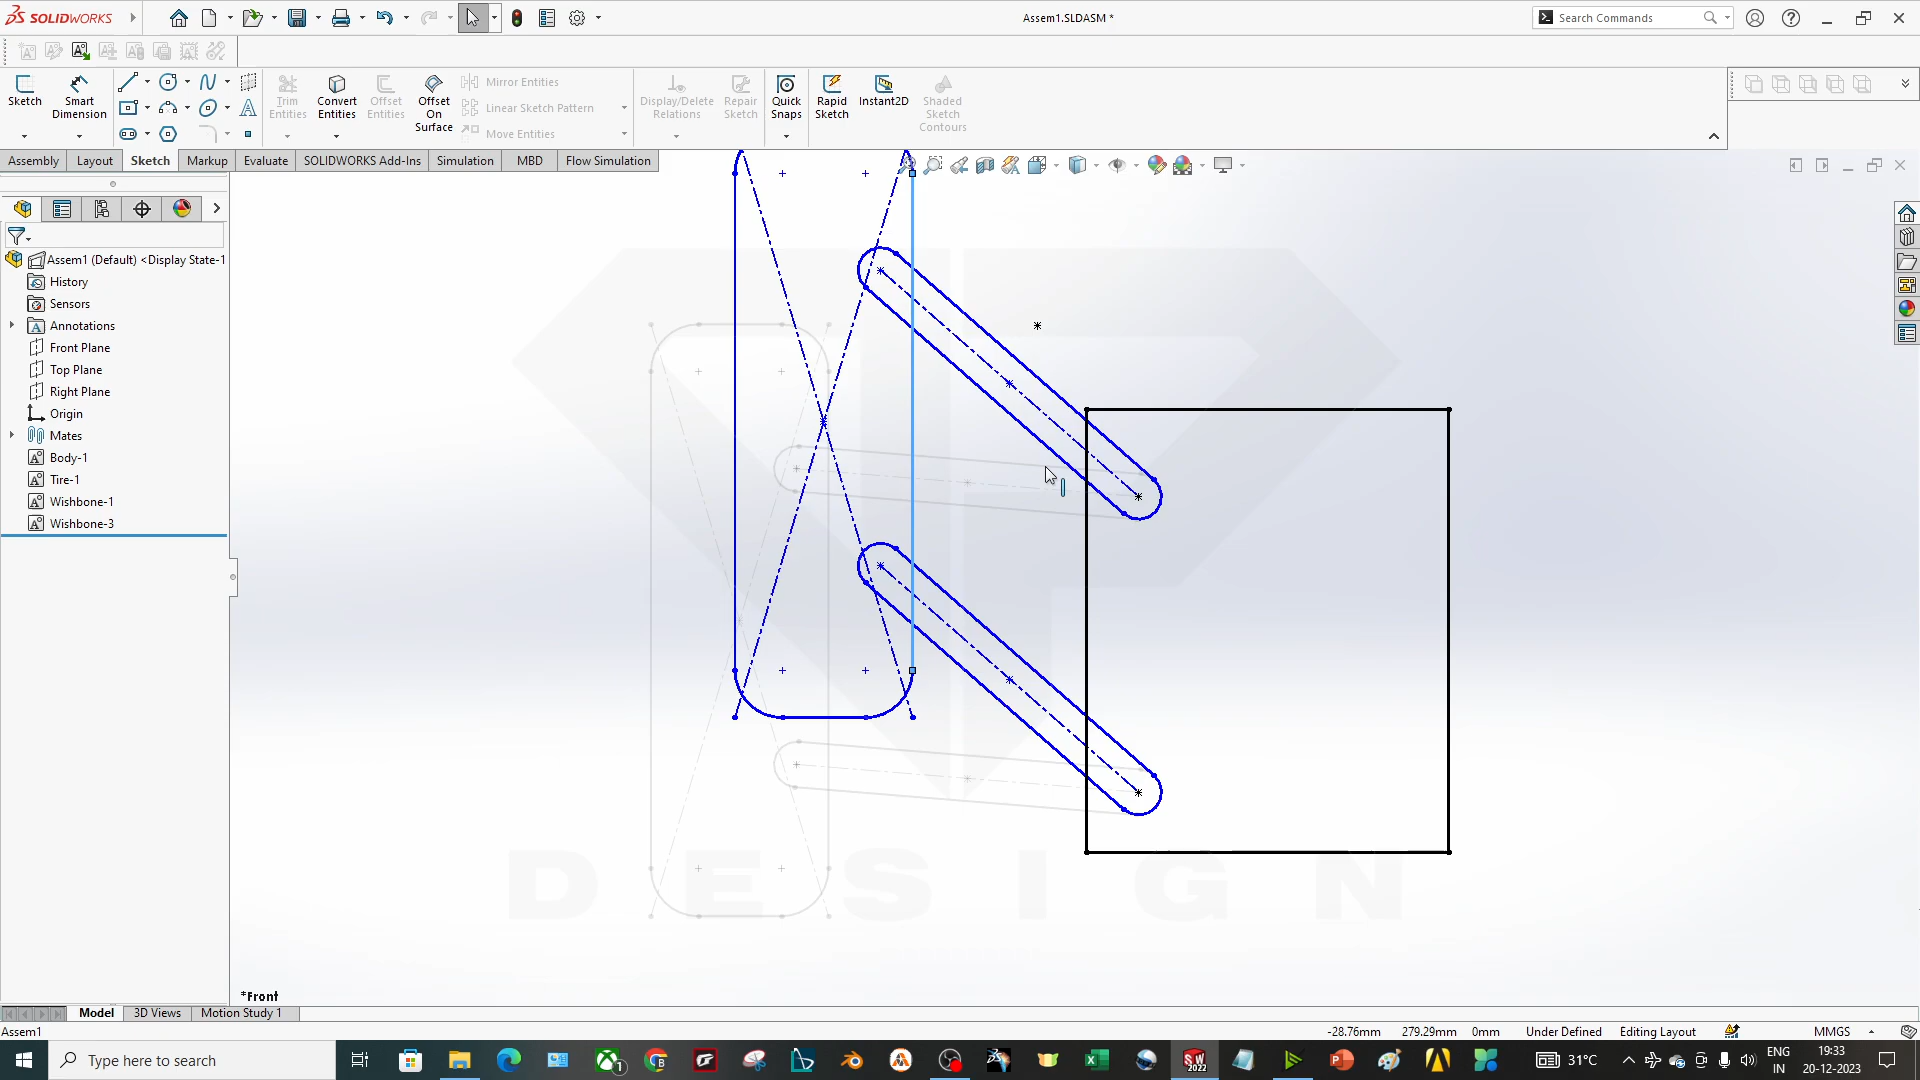 SOLIDWORKS
Assem1.SLDASM *
Search Commands
Sketch
Smart Dimension
Trim Entities
Convert Entities
Offset Entities
Offset On Surface
Mirror Entities
Linear Sketch Pattern
Move Entities
Display/Delete Relations
Repair Sketch
Quick Snaps
Rapid Sketch
Instant2D
Shaded Sketch Contours
Assembly
Layout
Sketch
Markup
Evaluate
SOLIDWORKS Add-Ins
Simulation
MBD
Flow Simulation
Assem1 (Default) <Display State-1
History
Sensors
Annotations
Front Plane
Top Plane
Right Plane
Origin
Mates
Body-1
Tire-1
Wishbone-1
Wishbone-3
DESIGN
*Front
Model
3D Views
Motion Study 1
Assem1
-28.76mm
279.29mm
0mm
Under Defined
Editing Layout
MMGS
Type here to search
31°C
ENG
IN
19:33
20-12-2023